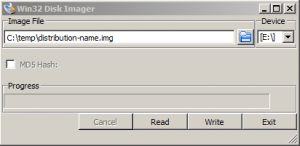 Win32 Disk Imager
Image File
Device
C:\temp\distribution-name.img
[E:\]
MD5 Hash:
Progress
Cancel
Read
Write
Exit